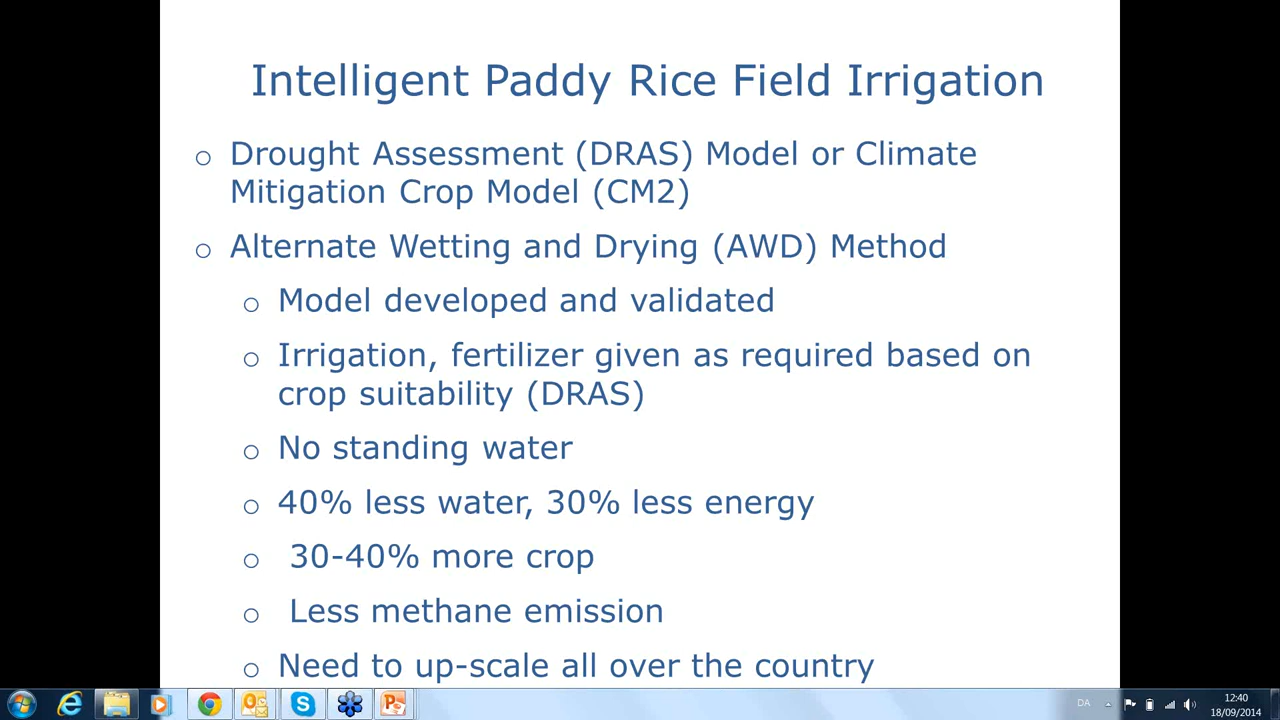 Intelligent Paddy Rice Field Irrigation
o Drought Assessment (DRAS) Model or Climate
Mitigation Crop Model (CM2)
o Alternate Wetting and Drying (AWD) Method
o Model developed and validated
o Irrigation, fertilizer given as required based on
crop suitability (DRAS)
o No standing water
o 40% less water, 30% less energy
o 30-40% more crop
o Less methane emission
o Need to up-scale all over the country
DA
12:40
18/09/2014